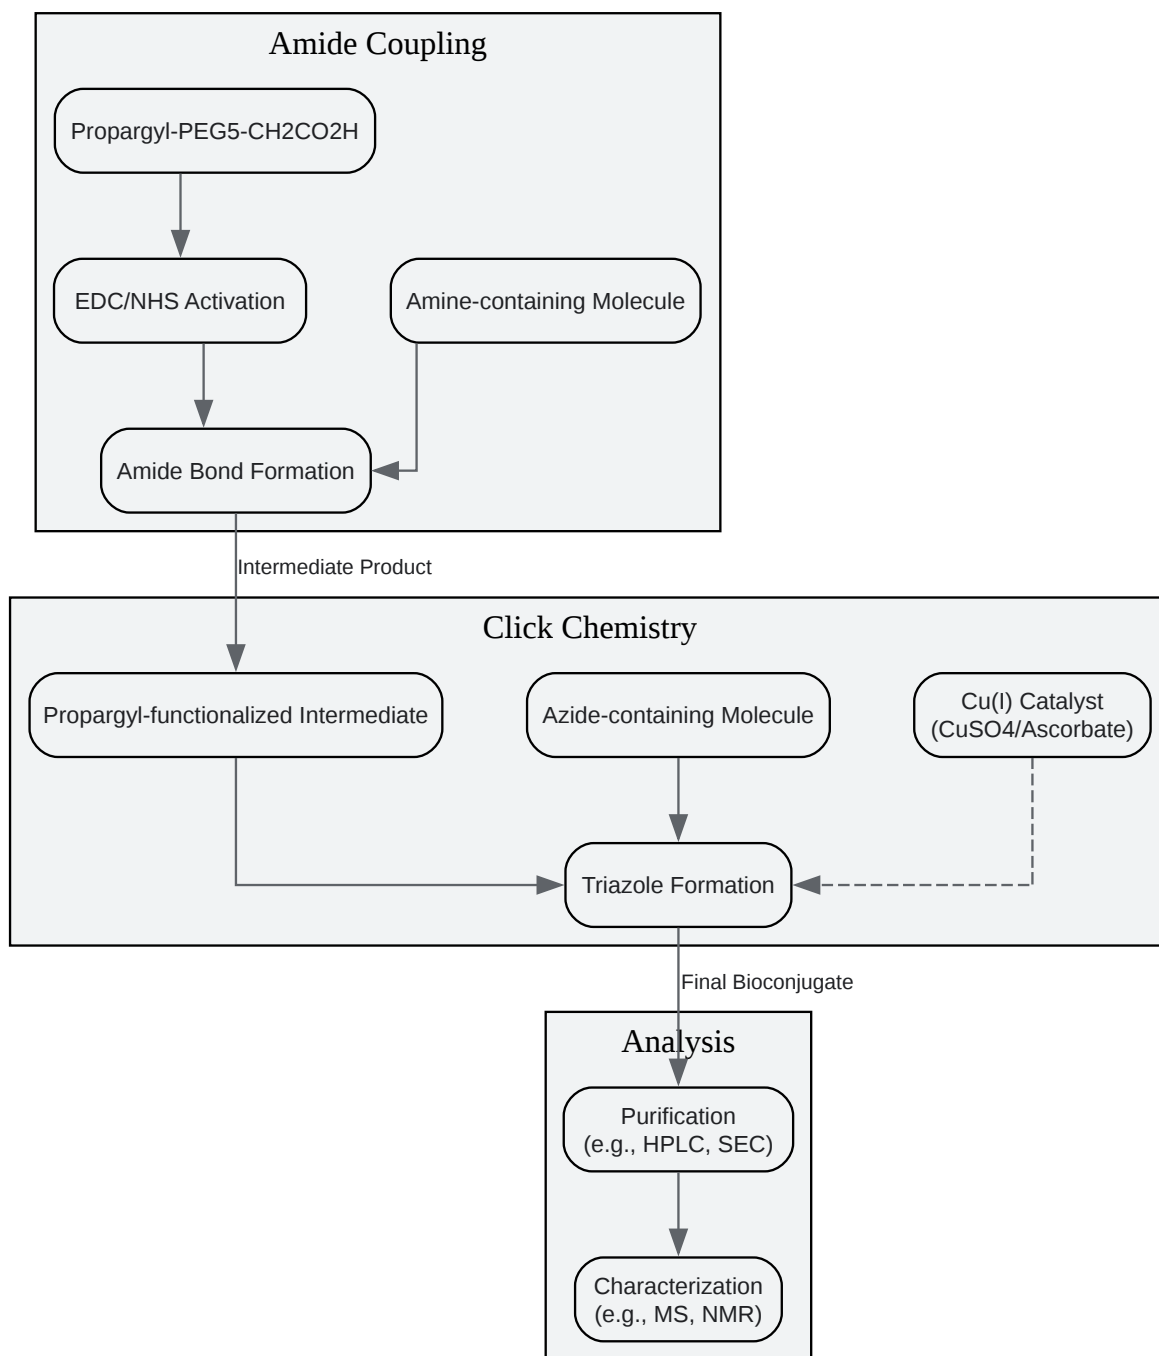 Amide Coupling
Propargyl-PEG5-CH2CO2H
EDC/NHS Activation
Amine-containing Molecule
Amide Bond Formation
Intermediate Product
Click Chemistry
Propargyl-functionalized Intermediate
Azide-containing Molecule
Cu(I) Catalyst
(CuSO4/Ascorbate)
Triazole Formation
Final Bioconjugate
Analysis
Purification
(e.g., HPLC, SEC)
Characterization
(e.g., MS, NMR)